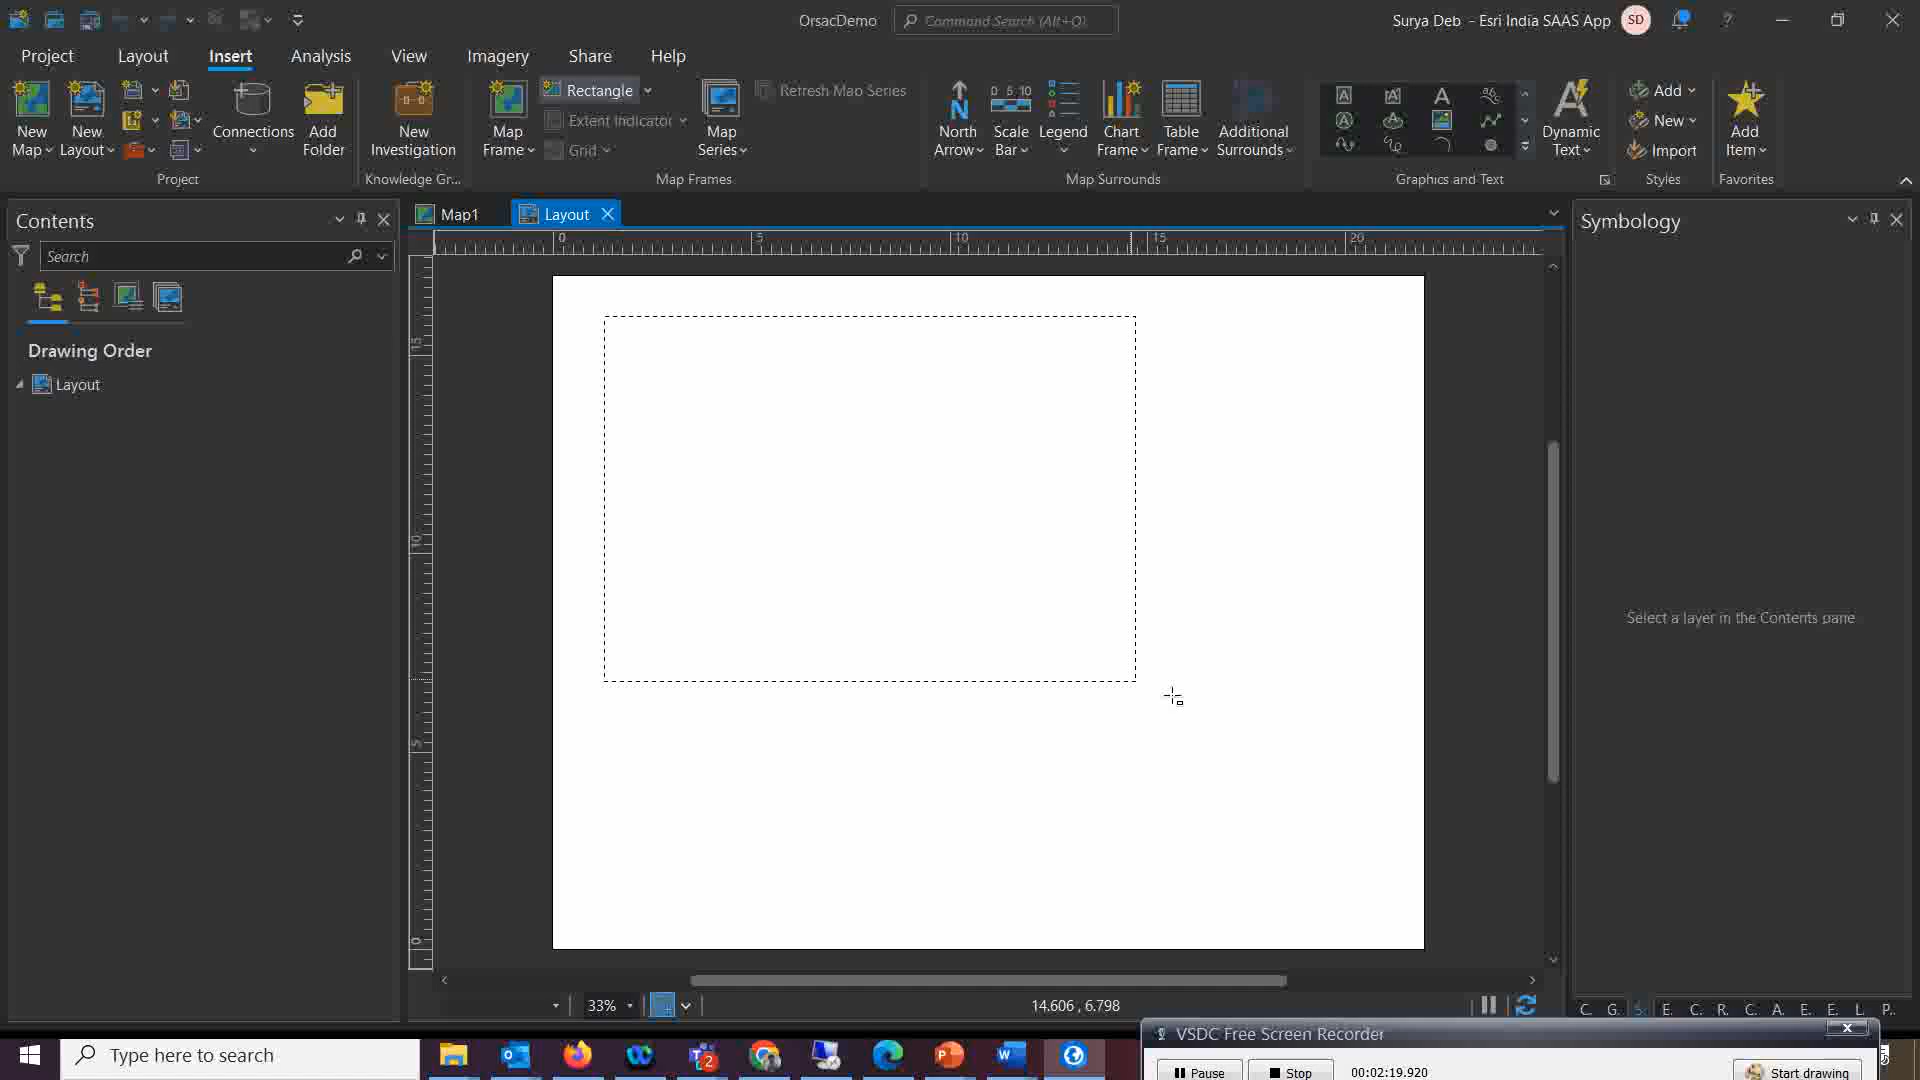 OrsacDemo
Command Search (Alt+Q)
Surya Deb - Esri India SAAS App
SD
?
Project
Layout
Insert
Analysis
View
Imagery
Share
Help
New Map
New Layout
Connections
Add Folder
Project
New Investigation
Knowledge Gr...
Map Frame
Rectangle
Extent Indicator
Grid
Map Series
Refresh Map Series
Map Frames
North Arrow
Scale Bar
Legend
Chart Frame
Table Frame
Additional Surrounds
Map Surrounds
Dynamic Text
Graphics and Text
Add
New
Import
Styles
Add Item
Favorites
Contents
Search
Drawing Order
Layout
Map1
Layout
0 5 10 15 20
15
10
5
0
Symbology
Select a layer in the Contents pane
33%
14.606 , 6.798
C. G. S. E. C. R. C. A. E. E. L. P..
VSDC Free Screen Recorder
Pause
Stop
00:02:19.920
Start drawing
Type here to search
2